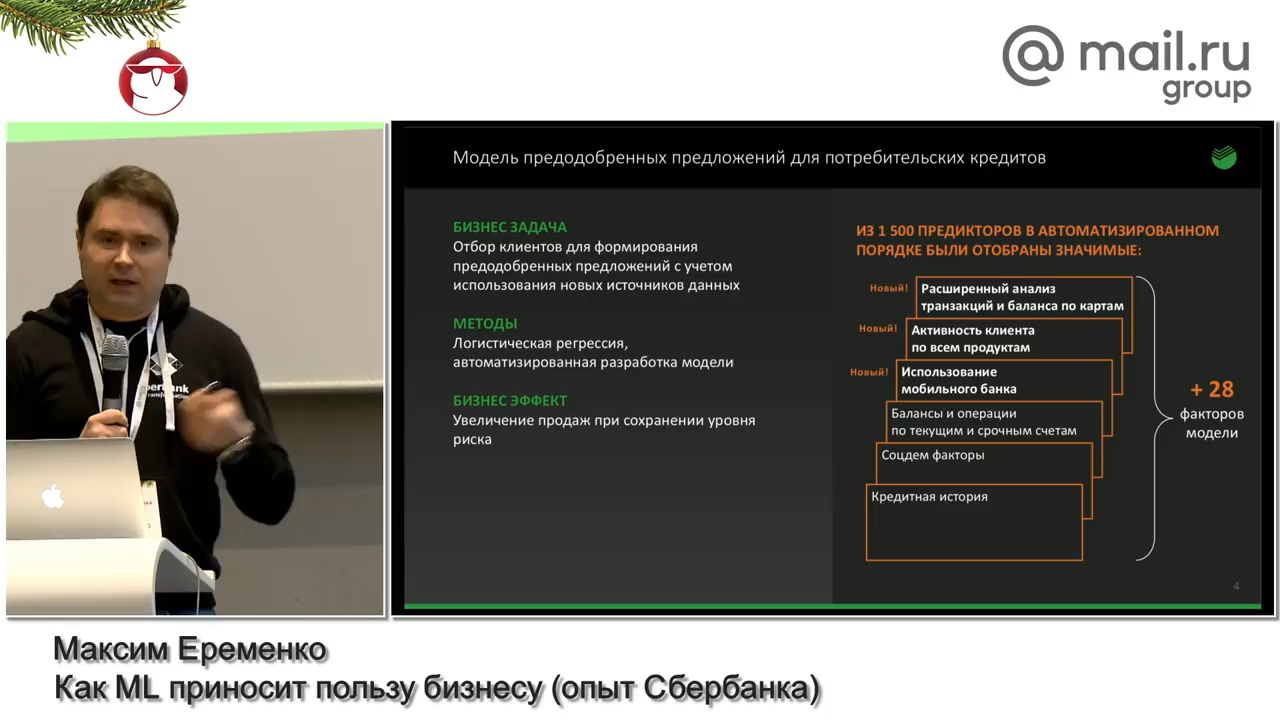 @ mail.ru
group
Модель предодобренных предложений для потребительских кредитов
БИЗНЕС ЗАДАЧА
Отбор клиентов для формирования
предодобренных предложений с учетом
использования новых источников данных
МЕТОДЫ
Логистическая регрессия,
автоматизированная разработка модели
БИЗНЕС ЭФФЕКТ
Увеличение продаж при сохранении уровня
риска
ИЗ 1 500 ПРЕДИКТОРОВ В АВТОМАТИЗИРОВАННОМ
ПОРЯДКЕ БЫЛИ ОТОБРАНЫ ЗНАЧИМЫЕ:
Новый!
Расширенный анализ
транзакций и баланса по картам
Новый!
Активность клиента
по всем продуктам
Новый!
Использование
мобильного банка
Балансы и операции
по текущим и срочным счетам
Соцдем факторы
Кредитная история
+ 28
факторов
модели
4
Максим Еременко
Как ML приносит пользу бизнесу (опыт Сбербанка)